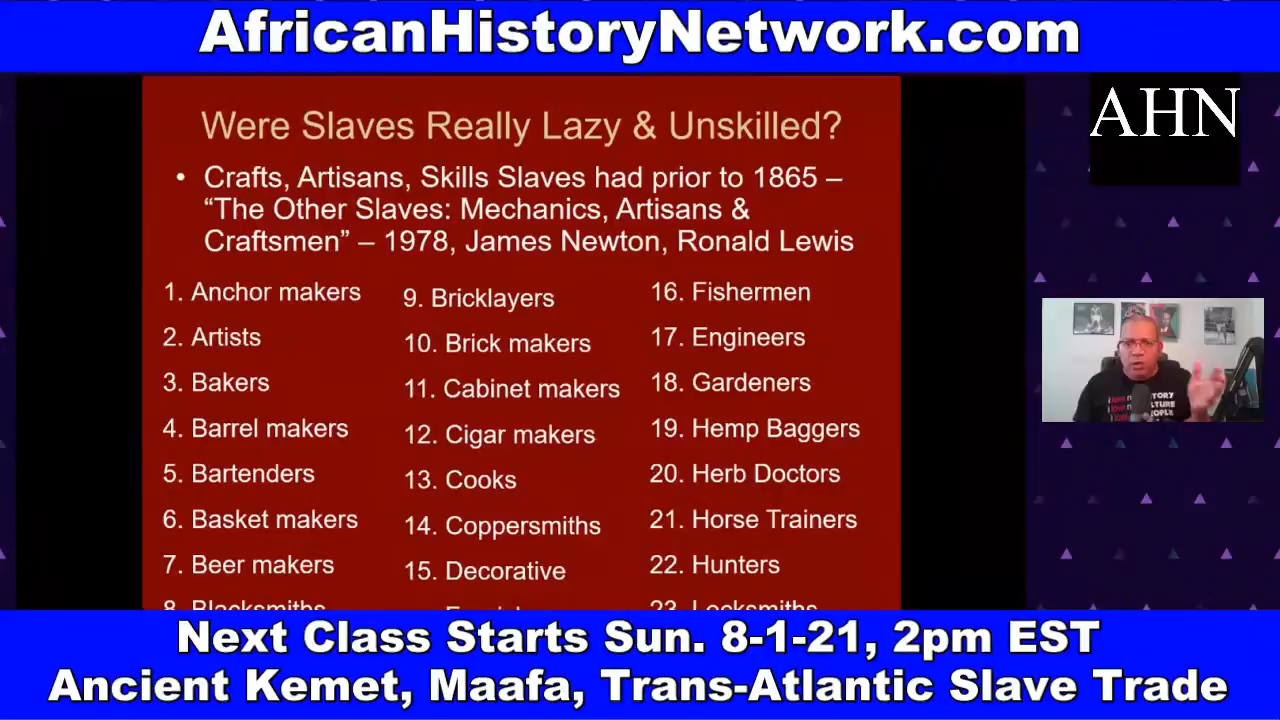 AfricanHistoryNetwork.com
AHN
Were Slaves Really Lazy & Unskilled?
• Crafts, Artisans, Skills Slaves had prior to 1865 –
“The Other Slaves: Mechanics, Artisans &
Craftsmen” – 1978, James Newton, Ronald Lewis
1. Anchor makers
2. Artists
3. Bakers
4. Barrel makers
5. Bartenders
6. Basket makers
7. Beer makers
8. Blacksmiths
9. Bricklayers
10. Brick makers
11. Cabinet makers
12. Cigar makers
13. Cooks
14. Coppersmiths
15. Decorative
16. Fishermen
17. Engineers
18. Gardeners
19. Hemp Baggers
20. Herb Doctors
21. Horse Trainers
22. Hunters
23. Locksmiths
Next Class Starts Sun. 8-1-21, 2pm EST
Ancient Kemet, Maafa, Trans-Atlantic Slave Trade